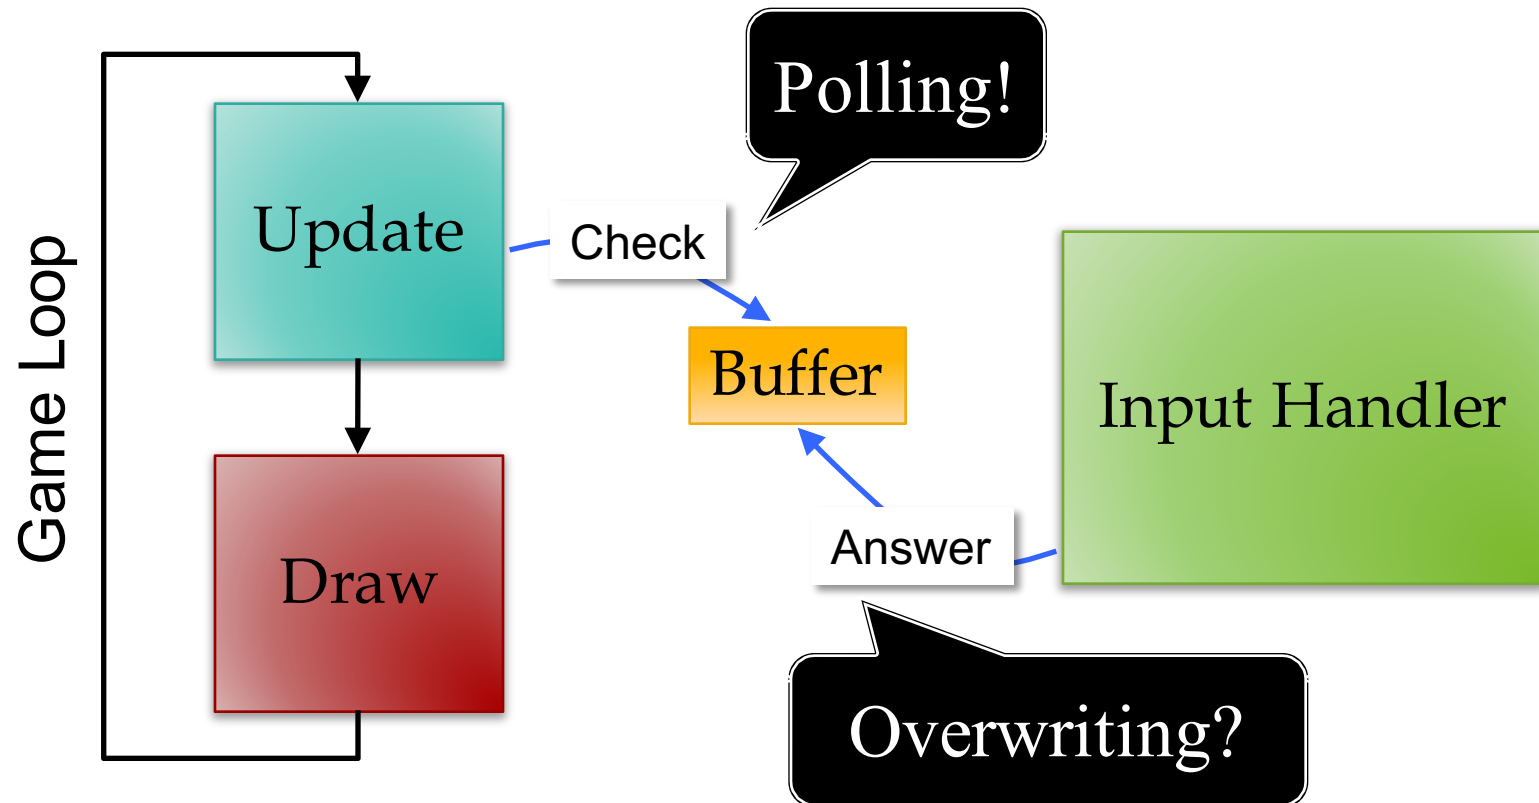 Game Loop
Update
Draw
Check
Polling!
Buffer
Answer
Overwriting?
Input Handler